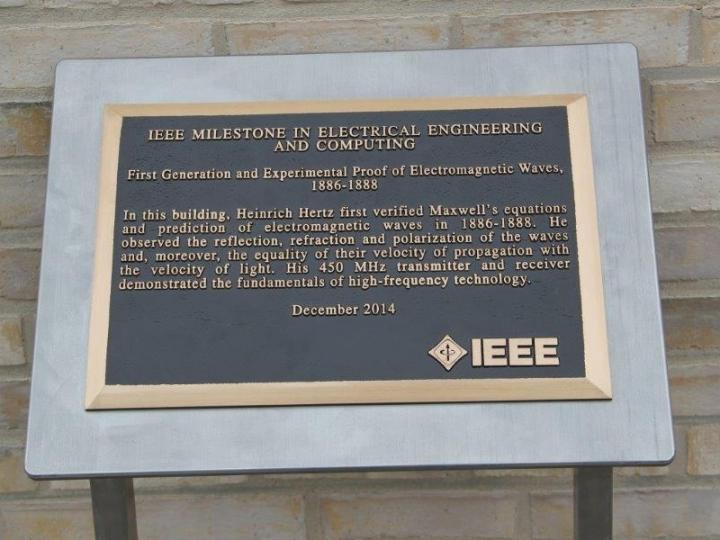 IEEE MILESTONE IN ELECTRICAL ENGINEERING
AND COMPUTING
First Generation and Experimental Proof of Electromagnetic Waves,
1886-1888
In this building, Heinrich Hertz first verified Maxwell's equations
and prediction of electromagnetic waves in 1886-1888. He
observed the reflection, refraction and polarization of the waves
and, moreover, the equality of their velocity of propagation with
the velocity of light. His 450 MHz transmitter and receiver
demonstrated the fundamentals of high-frequency technology.
December 2014
IEEE